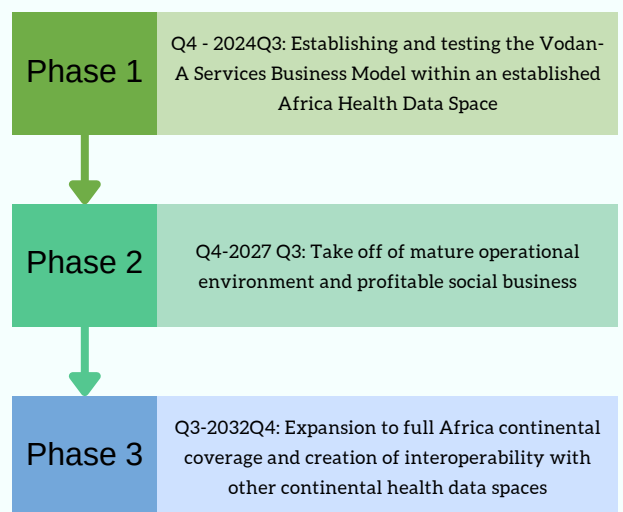 Phase 1
Q4 - 2024Q3: Establishing and testing the Vodan-
A Services Business Model within an established
Africa Health Data Space
Phase 2
Q4-2027 Q3: Take off of mature operational
environment and profitable social business
Phase 3
Q3-2032Q4: Expansion to full Africa continental
coverage and creation of interoperability with
other continental health data spaces